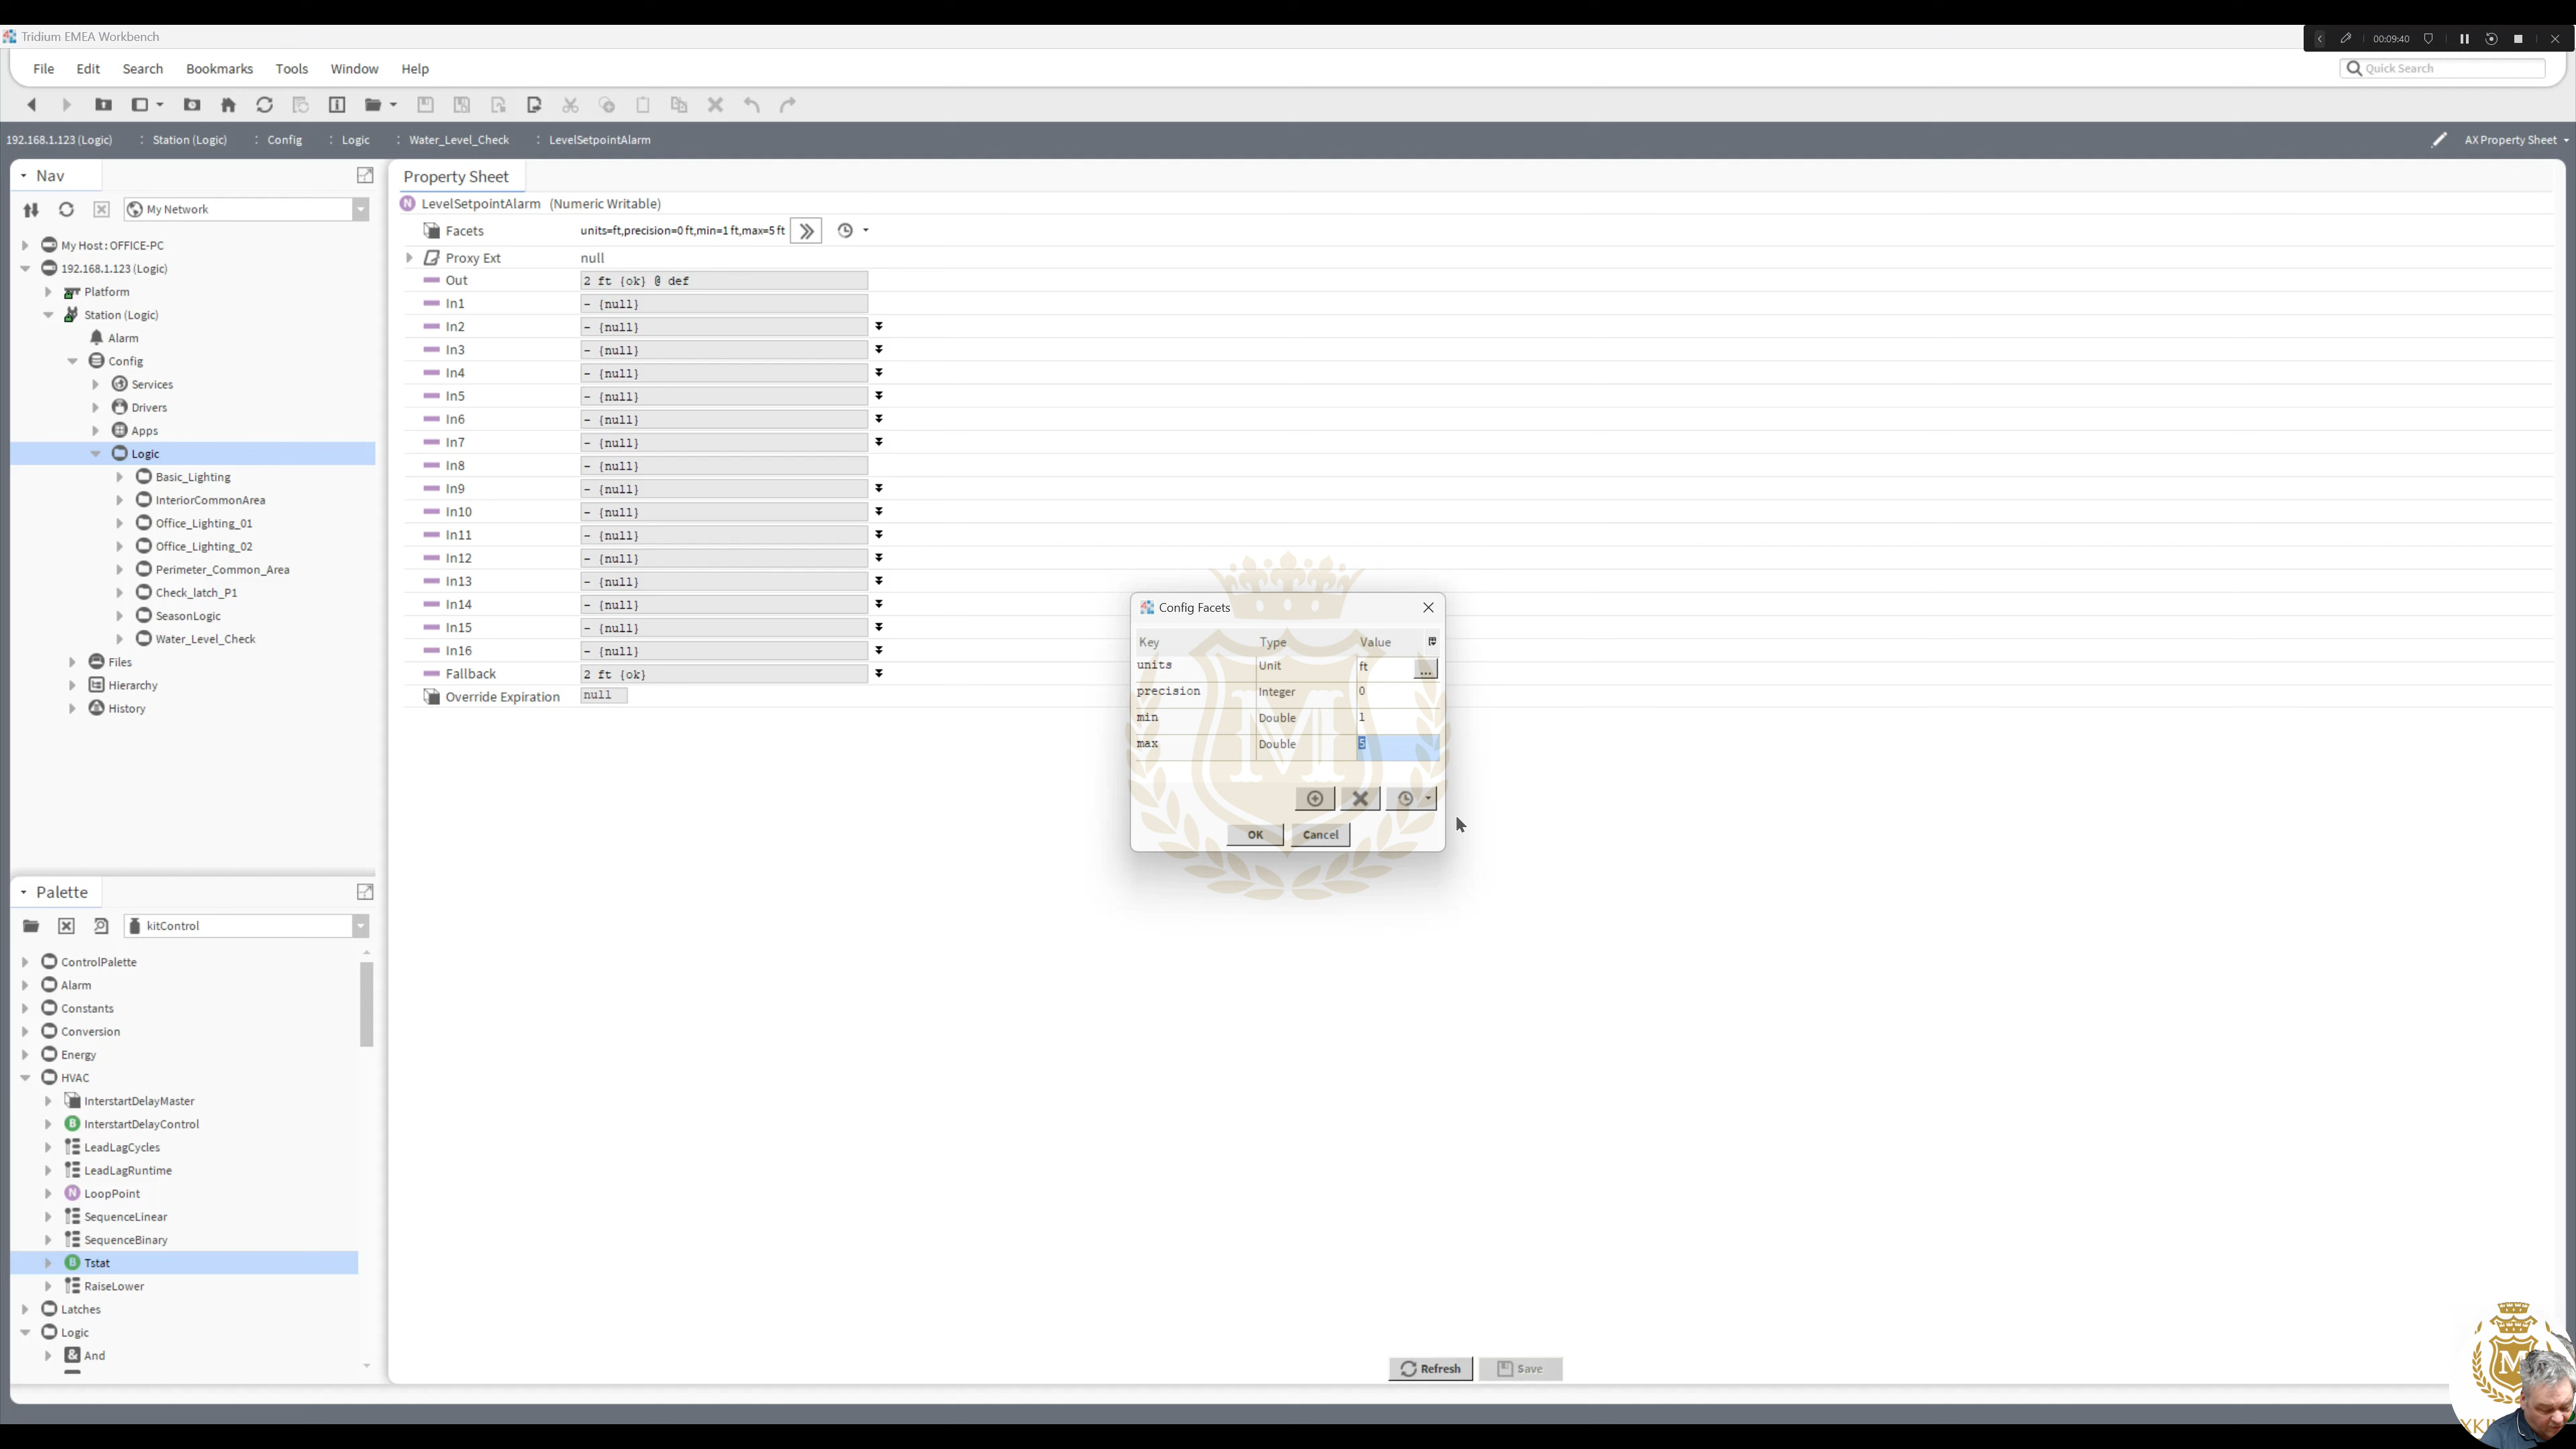 Tridium EMEA Workbench
00:09:40
File Edit Search Bookmarks Tools Window Help
Quick Search
192.168.1.123 (Logic) : Station (Logic) : Config : Logic : Water_Level_Check : LevelSetpointAlarm
AX Property Sheet
Nav
My Network
My Host : OFFICE-PC
192.168.1.123 (Logic)
Platform
Station (Logic)
Alarm
Config
Services
Drivers
Apps
Logic
Basic_Lighting
InteriorCommonArea
Office_Lighting_01
Office_Lighting_02
Perimeter_Common_Area
Check_latch_P1
SeasonLogic
Water_Level_Check
Files
Hierarchy
History
Palette
kitControl
ControlPalette
Alarm
Constants
Conversion
Energy
HVAC
InterstartDelayMaster
B InterstartDelayControl
LeadLagCycles
LeadLagRuntime
N LoopPoint
SequenceLinear
SequenceBinary
B Tstat
RaiseLower
Latches
Logic
& And
Property Sheet
N LevelSetpointAlarm (Numeric Writable)
Facets units=ft,precision=0 ft,min=1 ft,max=5 ft
Proxy Ext null
Out 2 ft {ok} @ def
In1 - {null}
In2 - {null}
In3 - {null}
In4 - {null}
In5 - {null}
In6 - {null}
In7 - {null}
In8 - {null}
In9 - {null}
In10 - {null}
In11 - {null}
In12 - {null}
In13 - {null}
In14 - {null}
In15 - {null}
In16 - {null}
Fallback 2 ft {ok}
Override Expiration null
Config Facets
Key Type Value
units Unit ft ...
precision Integer 0
min Double 1
max Double 5
OK Cancel
M
Refresh Save
M